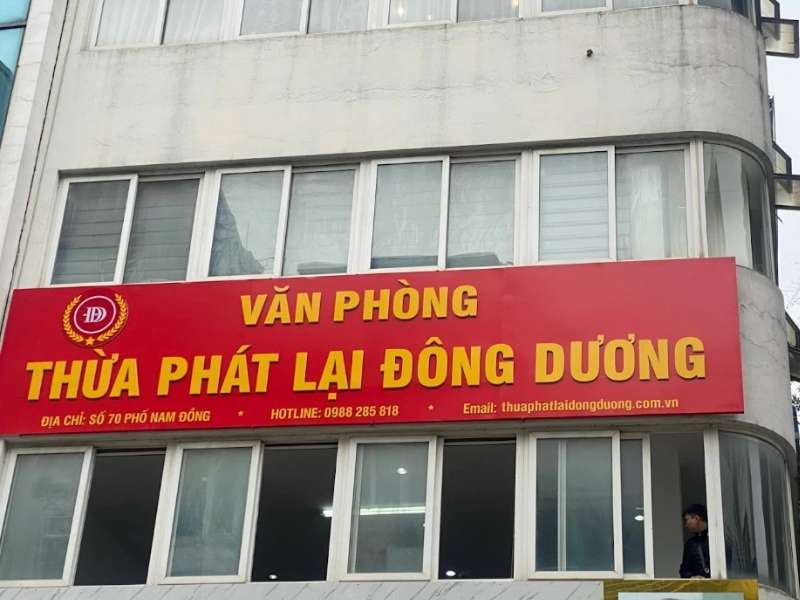 ĐD
VĂN PHÒNG
THỪA PHÁT LẠI ĐÔNG DƯƠNG
ĐỊA CHỈ: SỐ 70 PHỐ NAM ĐỒNG * HOTLINE: 0988 285 818 * Email: thuaphatlaidongduong.com.vn